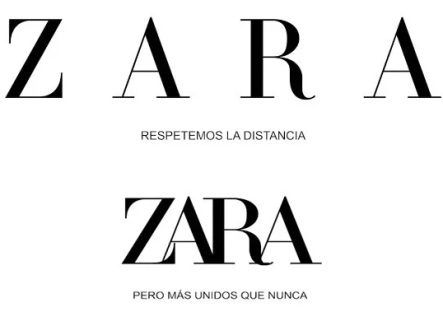 Z A R A
RESPETEMOS LA DISTANCIA
ZARA
PERO MÁS UNIDOS QUE NUNCA